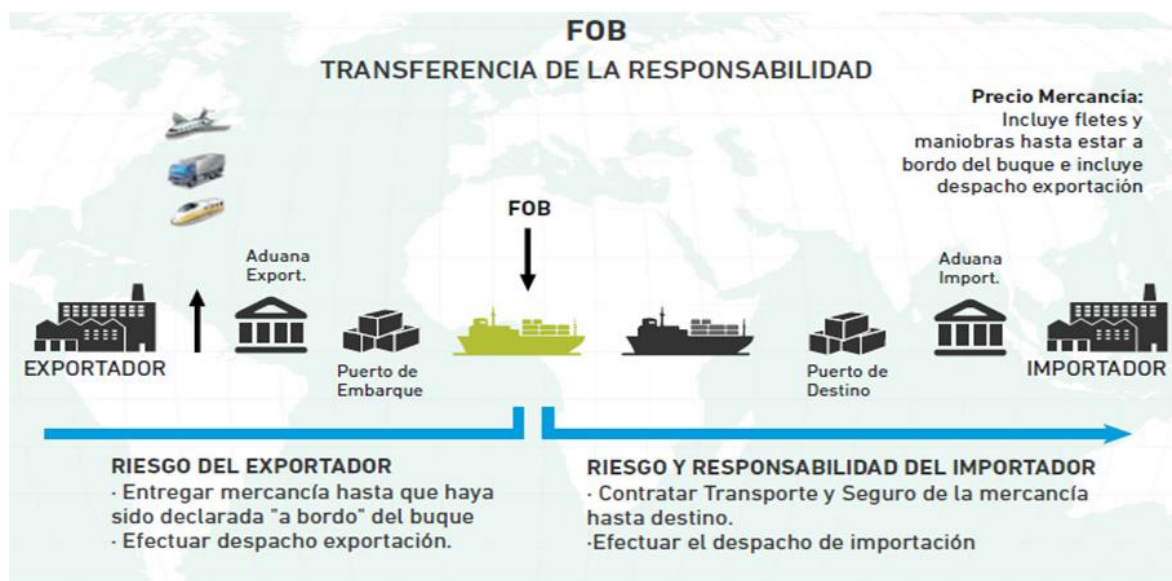 FOB
TRANSFERENCIA DE LA RESPONSABILIDAD
Precio Mercancía:
Incluye fletes y
maniobras hasta estar a
bordo del buque e incluye
despacho exportación
FOB
Aduana
Export.
Aduana
Import.
EXPORTADOR
Puerto de
Embarque
Puerto de
Destino
IMPORTADOR
RIESGO DEL EXPORTADOR
· Entregar mercancía hasta que haya
sido declarada "a bordo" del buque
· Efectuar despacho exportación.
RIESGO Y RESPONSABILIDAD DEL IMPORTADOR
· Contratar Transporte y Seguro de la mercancía
hasta destino.
·Efectuar el despacho de importación